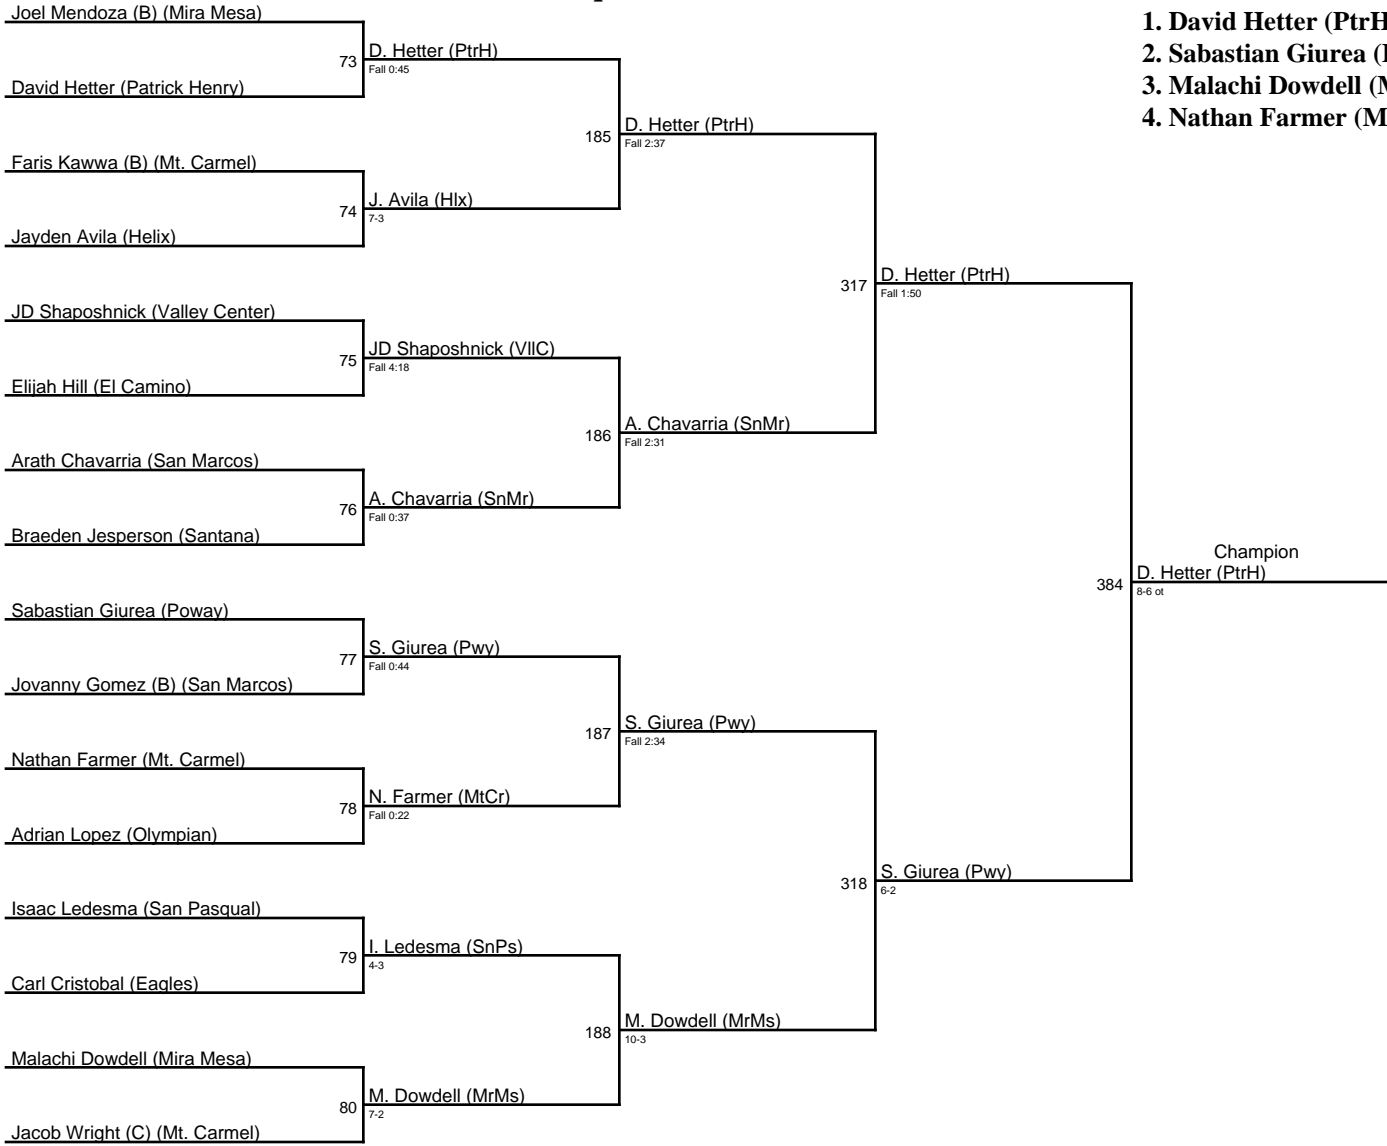 Joel Mendoza (B) (Mira Mesa)
73
D. Hetter (PtrH)
Fall 0:45
David Hetter (Patrick Henry)
185
D. Hetter (PtrH)
Fall 2:37
Faris Kawwa (B) (Mt. Carmel)
74
J. Avila (Hlx)
7-3
Jayden Avila (Helix)
317
D. Hetter (PtrH)
Fall 1:50
JD Shaposhnick (Valley Center)
75
JD Shaposhnick (VllC)
Fall 4:18
Elijah Hill (El Camino)
186
A. Chavarria (SnMr)
Fall 2:31
Arath Chavarria (San Marcos)
76
A. Chavarria (SnMr)
Fall 0:37
Braeden Jesperson (Santana)
Champion
384
D. Hetter (PtrH)
8-6 ot
Sabastian Giurea (Poway)
77
S. Giurea (Pwy)
Fall 0:44
Jovanny Gomez (B) (San Marcos)
187
S. Giurea (Pwy)
Fall 2:34
Nathan Farmer (Mt. Carmel)
78
N. Farmer (MtCr)
Fall 0:22
Adrian Lopez (Olympian)
318
S. Giurea (Pwy)
6-2
Isaac Ledesma (San Pasqual)
79
I. Ledesma (SnPs)
4-3
Carl Cristobal (Eagles)
188
M. Dowdell (MrMs)
10-3
Malachi Dowdell (Mira Mesa)
80
M. Dowdell (MrMs)
7-2
Jacob Wright (C) (Mt. Carmel)
1. David Hetter (PtrH
2. Sabastian Giurea (
3. Malachi Dowdell (
4. Nathan Farmer (M